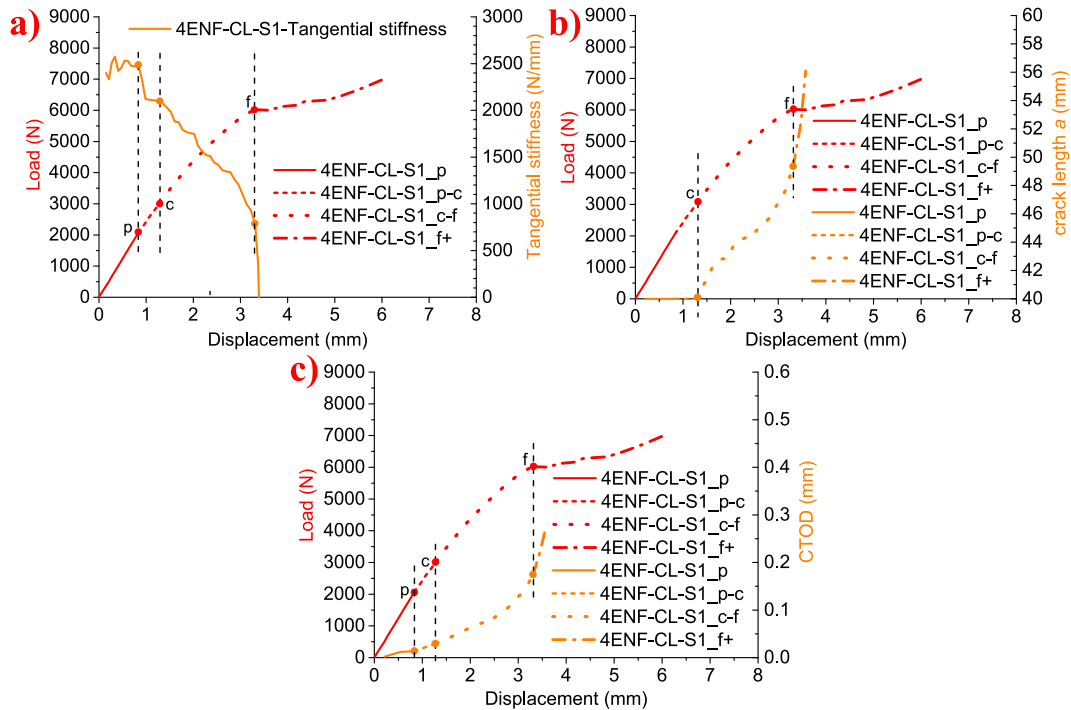 a)
4ENF-CL-S1-Tangential stiffness
Load (N)
9000
8000
7000
6000
5000
4000
3000
2000
1000
0
p
c
f
4ENF-CL-S1_p
4ENF-CL-S1_p-c
4ENF-CL-S1_c-f
4ENF-CL-S1_f+
3000
2500
2000
1500
1000
500
0
Tangential stiffness (N/mm)
0 1 2 3 4 5 6 7 8
Displacement (mm)
b)
Load (N)
9000
8000
7000
6000
5000
4000
3000
2000
1000
0
c
f
4ENF-CL-S1_p
4ENF-CL-S1_p-c
4ENF-CL-S1_c-f
4ENF-CL-S1_f+
4ENF-CL-S1_p
4ENF-CL-S1_p-c
4ENF-CL-S1_c-f
4ENF-CL-S1_f+
60
58
56
54
52
50
48
46
44
42
40
crack length a (mm)
0 1 2 3 4 5 6 7 8
Displacement (mm)
c)
Load (N)
9000
8000
7000
6000
5000
4000
3000
2000
1000
0
p
c
f
4ENF-CL-S1_p
4ENF-CL-S1_p-c
4ENF-CL-S1_c-f
4ENF-CL-S1_f+
4ENF-CL-S1_p
4ENF-CL-S1_p-c
4ENF-CL-S1_c-f
4ENF-CL-S1_f+
0.6
0.5
0.4
0.3
0.2
0.1
0.0
CTOD (mm)
0 1 2 3 4 5 6 7 8
Displacement (mm)